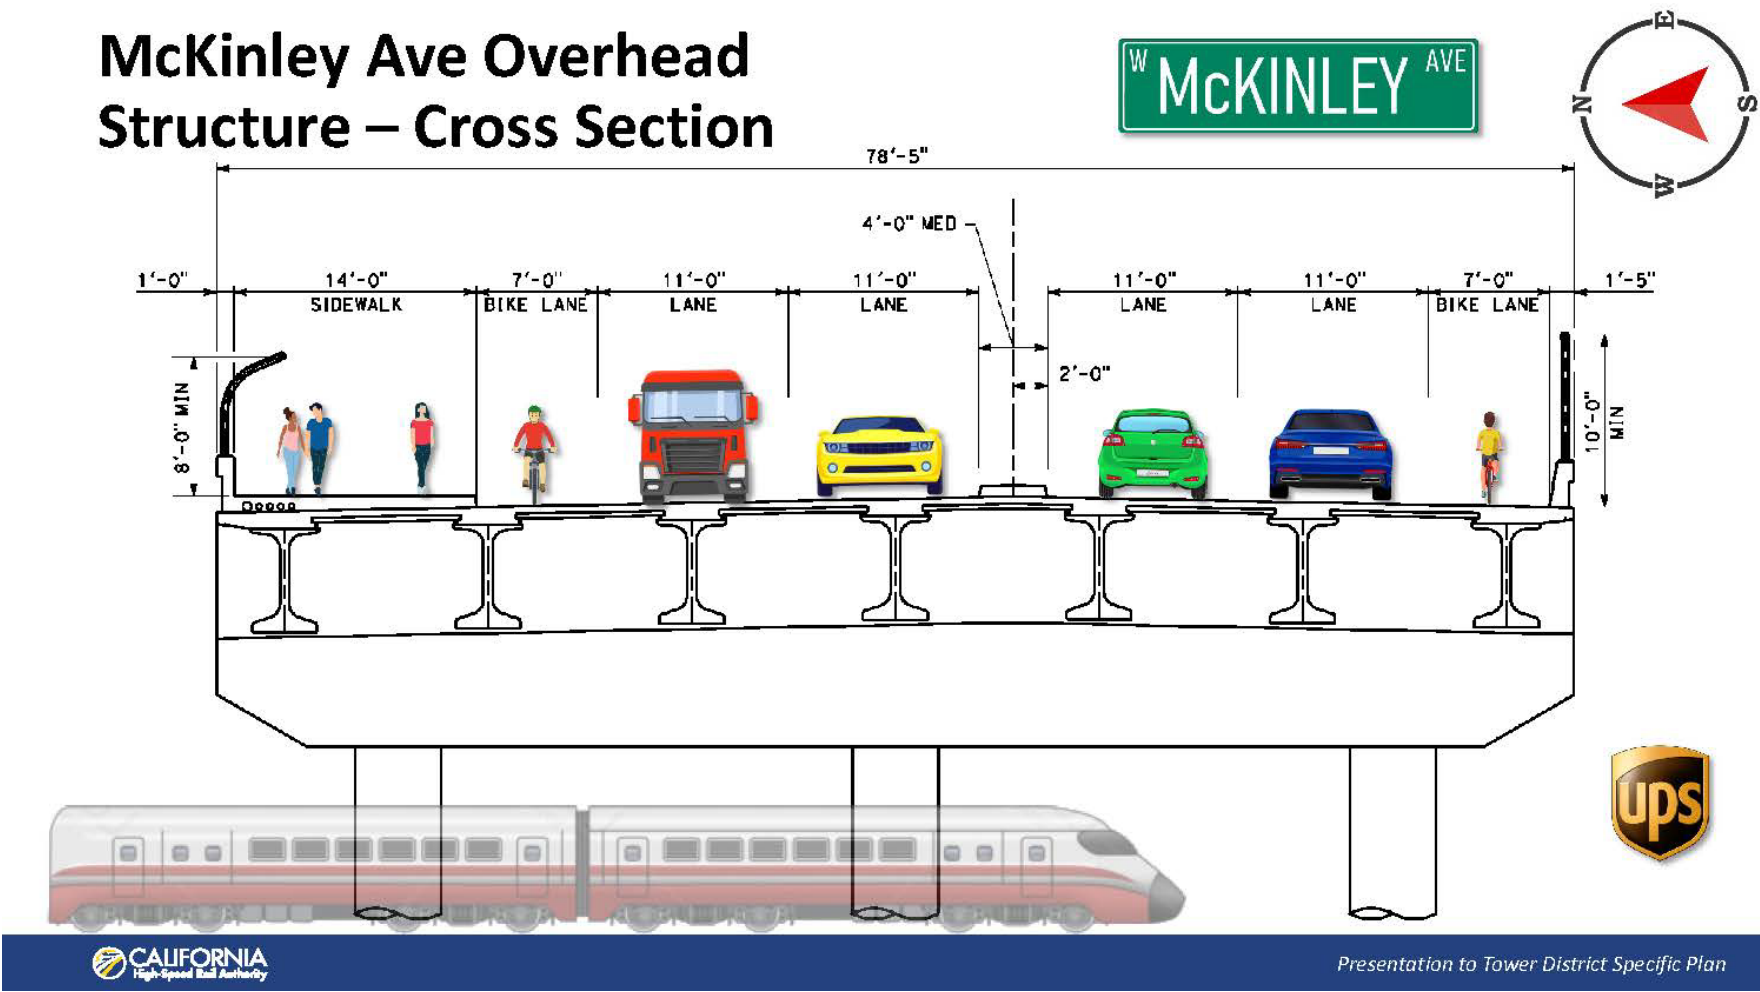 McKinley Ave Overhead
Structure – Cross Section
W McKINLEY AVE
E
N
S
W
78'-5"
4'-0" MED
1'-0"
14'-0"
7'-0"
11'-0"
11'-0"
11'-0"
11'-0"
7'-0"
1'-5"
SIDEWALK
BIKE LANE
LANE
LANE
LANE
LANE
BIKE LANE
2'-0"
8'-0" MIN
10'-0"
MIN
ups
CALIFORNIA
High-Speed Rail Authority
Presentation to Tower District Specific Plan